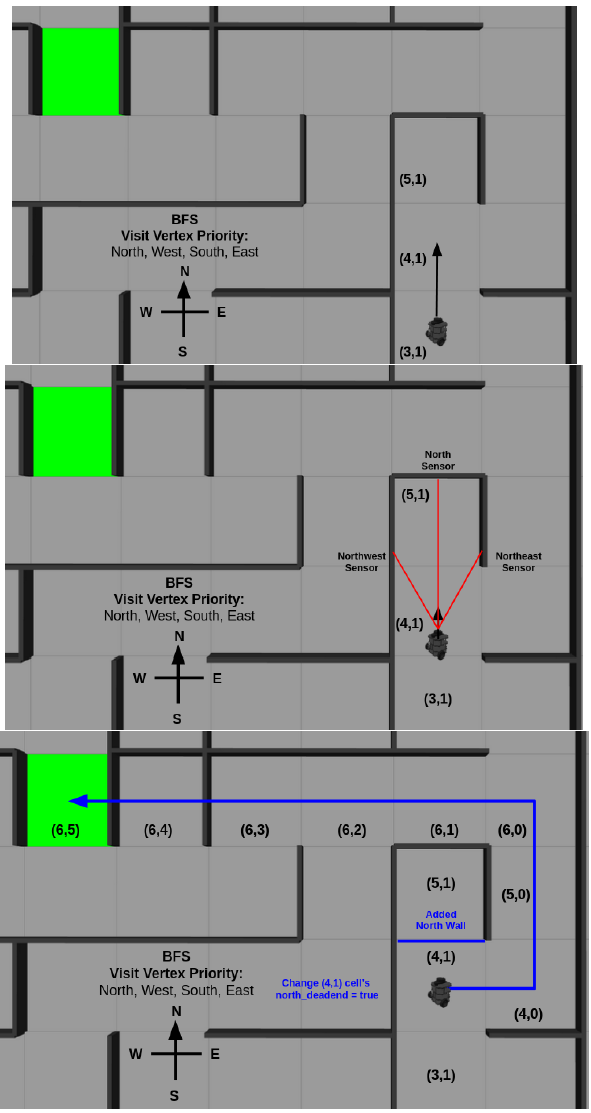 (5,1)
BFS
Visit Vertex Priority:
North, West, South, East
(4,1)
N
W
E
S
(3,1)
North
Sensor
(5,1)
Northwest
Sensor
Northeast
Sensor
BFS
Visit Vertex Priority:
North, West, South, East
(4,1)
N
W
E
S
(3,1)
(6,5)
(6,4)
(6,3)
(6,2)
(6,1)
(6,0)
(5,1)
(5,0)
Added
North Wall
BFS
Visit Vertex Priority:
North, West, South, East
(4,1)
Change (4,1) cell's
north_deadend = true
N
(4,0)
W
E
S
(3,1)